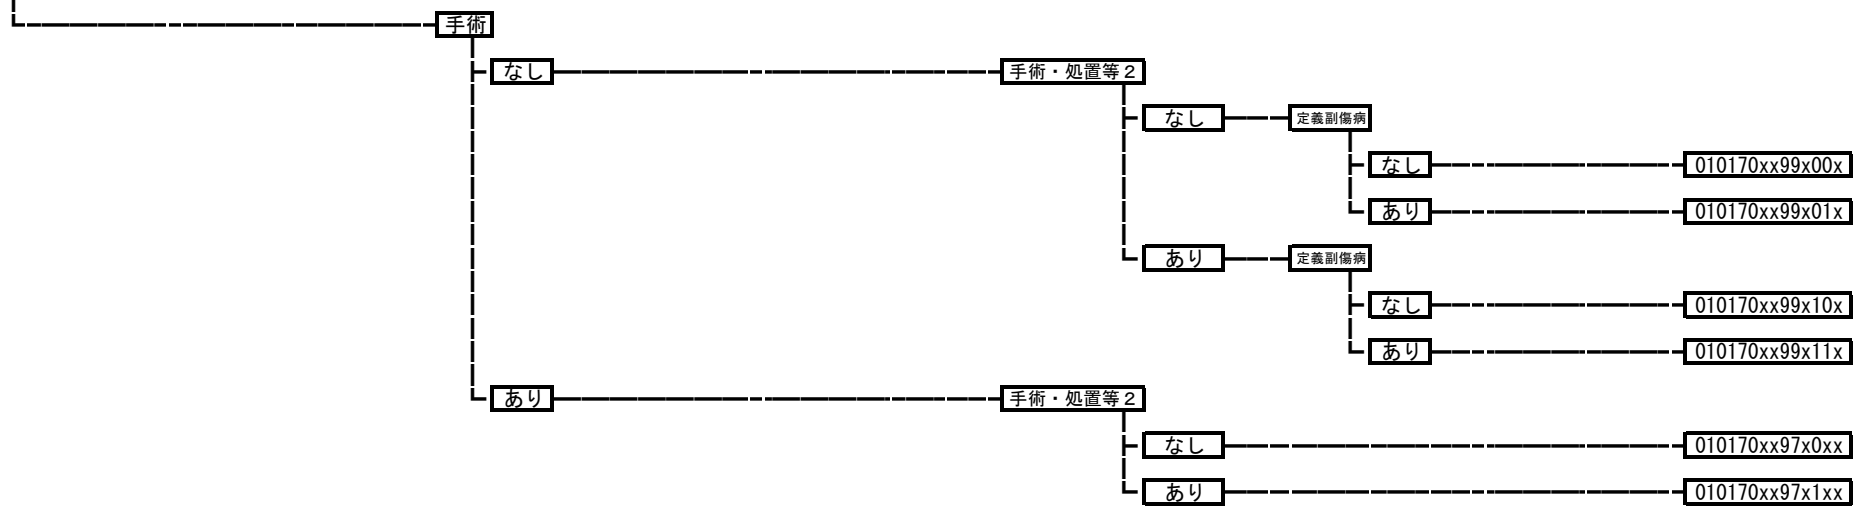 手術
なし 手術・処置等２
なし 定義副傷病
なし 010170xx99x00x
あり 010170xx99x01x
あり 定義副傷病
なし 010170xx99x10x
あり 010170xx99x11x
あり 手術・処置等２
なし 010170xx97x0xx
あり 010170xx97x1xx